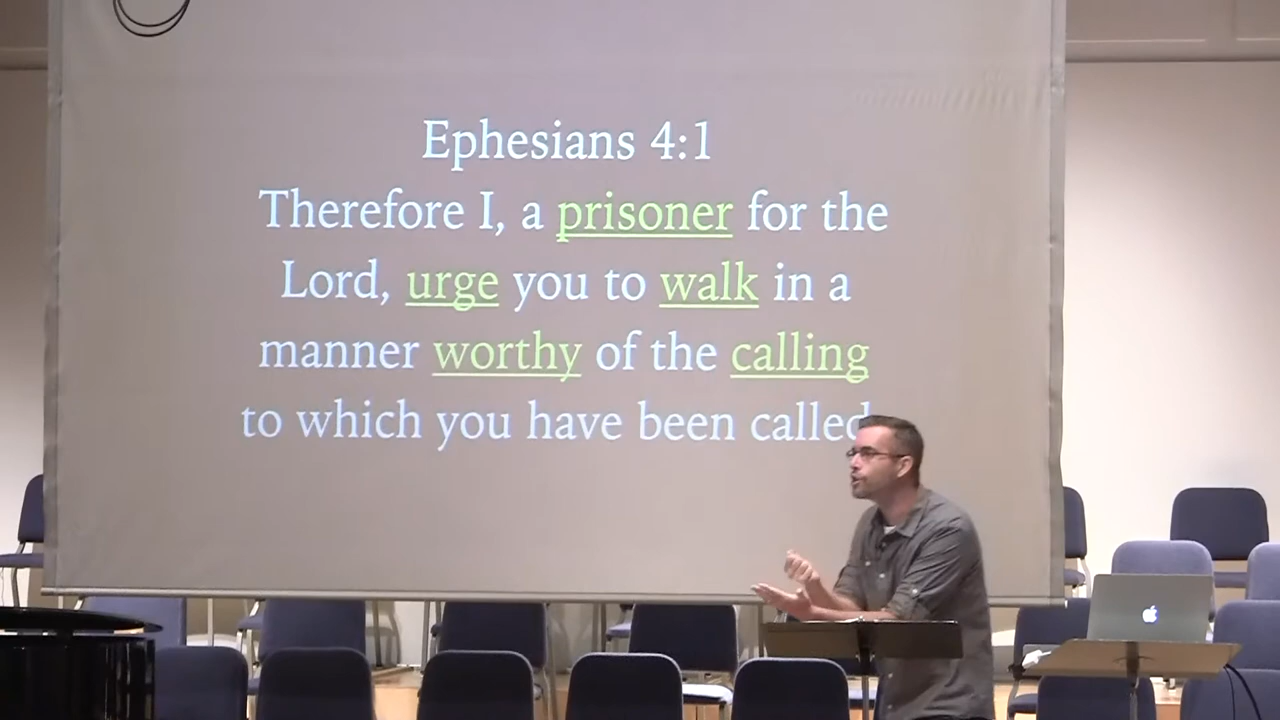 Ephesians 4:1
Therefore I, a prisoner for the
Lord, urge you to walk in a
manner worthy of the calling
to which you have been called